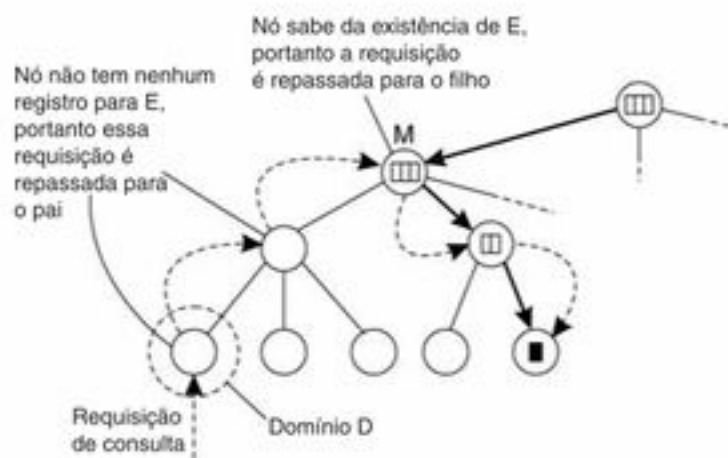 Nó sabe da existência de E,
portanto a requisição
é repassada para o filho
Nó não tem nenhum
registro para E,
portanto essa
requisição é
repassada para
o pai
M
Requisição
de consulta
Domínio D